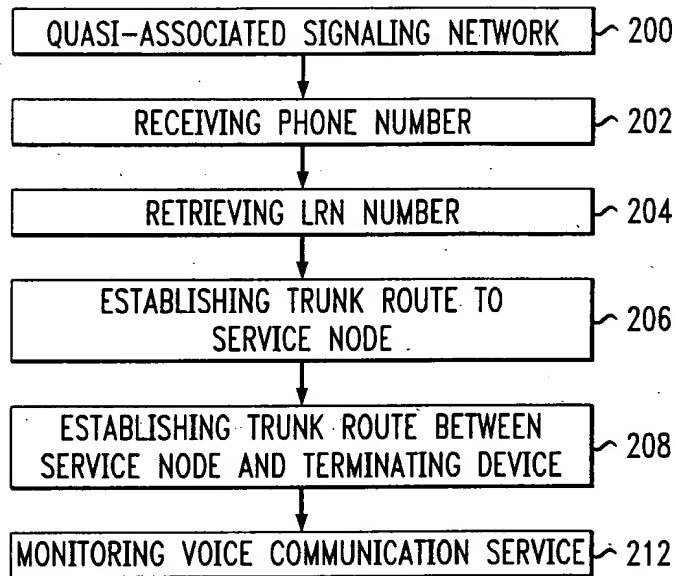 QUASI-ASSOCIATED SIGNALING NETWORK 200
RECEIVING PHONE NUMBER 202
RETRIEVING LRN NUMBER 204
ESTABLISHING TRUNK ROUTE TO
SERVICE NODE 206
ESTABLISHING TRUNK ROUTE BETWEEN
SERVICE NODE AND TERMINATING DEVICE 208
MONITORING VOICE COMMUNICATION SERVICE 212